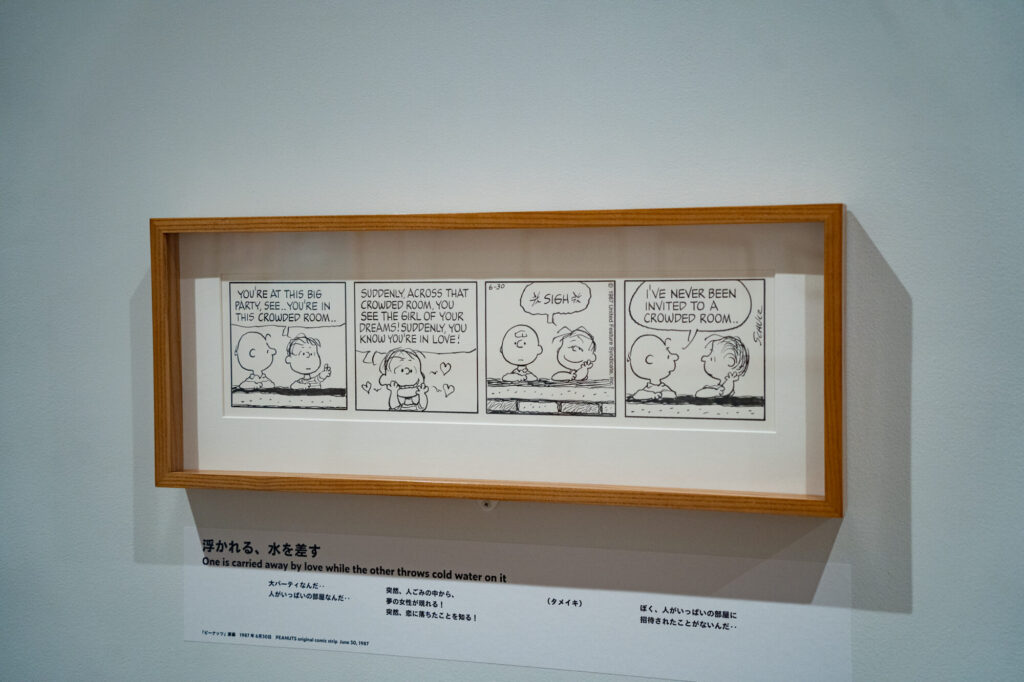 YOU'RE AT THIS BIG
PARTY, SEE.. YOU'RE IN
THIS CROWDED ROOM..
SUDDENLY, ACROSS THAT
CROWDED ROOM, YOU
SEE THE GIRL OF YOUR
DREAMS! SUDDENLY, YOU
KNOW YOU'RE IN LOVE!
6-30
SIGH
© 1987 United Feature Syndicate, Inc.
I'VE NEVER BEEN
INVITED TO A
CROWDED ROOM..
SCHULZ
浮かれる、水を差す
One is carried away by love while the other throws cold water on it
大パーティなんだ‥
人がいっぱいの部屋なんだ‥
突然、人ごみの中から、
夢の女性が現れる！
突然、恋に落ちたことを知る！
（タメイキ）
ぼく、人がいっぱいの部屋に
招待されたことがないんだ‥
「ピーナッツ」原画　1987年6月30日　PEANUTS original comic strip June 30, 1987